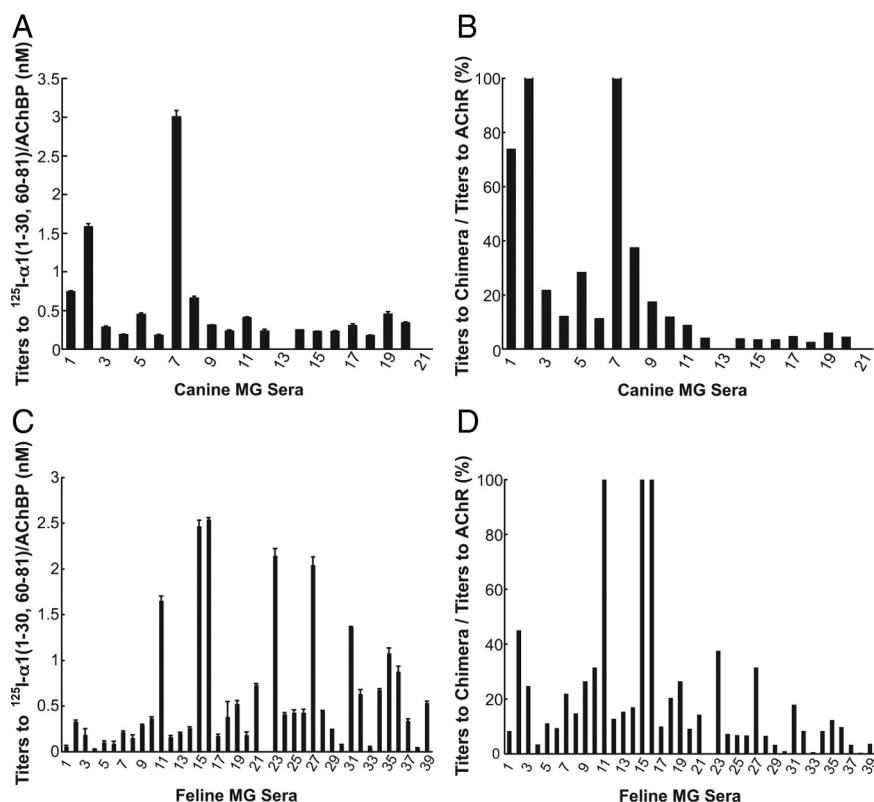 A
Titers to ¹²⁵I-α1(1-30, 60-81)/AChBP (nM)
3.5
3
2.5
2
1.5
1
0.5
0
1 3 5 7 9 11 13 15 17 19 21
Canine MG Sera
B
Titers to Chimera / Titers to AChR (%)
100
80
60
40
20
0
1 3 5 7 9 11 13 15 17 19 21
Canine MG Sera
C
Titers to ¹²⁵I-α1(1-30, 60-81)/AChBP (nM)
3
2.5
2
1.5
1
0.5
0
1 3 5 7 9 11 13 15 17 19 21 23 25 27 29 31 33 35 37 39
Feline MG Sera
D
Titers to Chimera / Titers to AChR (%)
100
80
60
40
20
0
1 3 5 7 9 11 13 15 17 19 21 23 25 27 29 31 33 35 37 39
Feline MG Sera